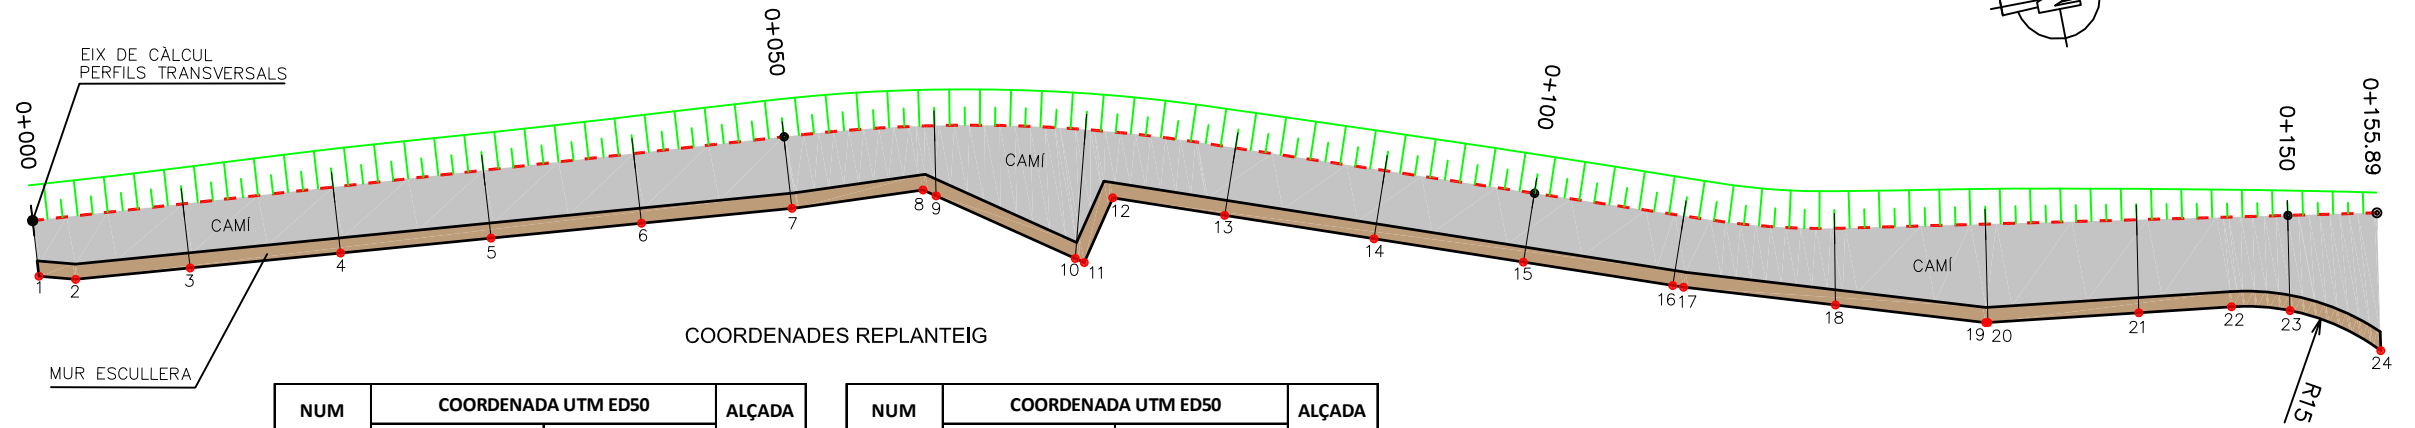 EIX DE CÀLCUL
PERFILS TRANSVERSALS
0+000
0+050
0+100
0+150
0+155.89
CAMÍ
CAMÍ
CAMÍ
1
2
3
4
5
6
7
8
9
10
11
12
13
14
15
16
17
18
19
20
21
22
23
24
R15
MUR ESCULLERA
COORDENADES REPLANTEIG
NUM COORDENADA UTM ED50 ALÇADA
NUM COORDENADA UTM ED50 ALÇADA